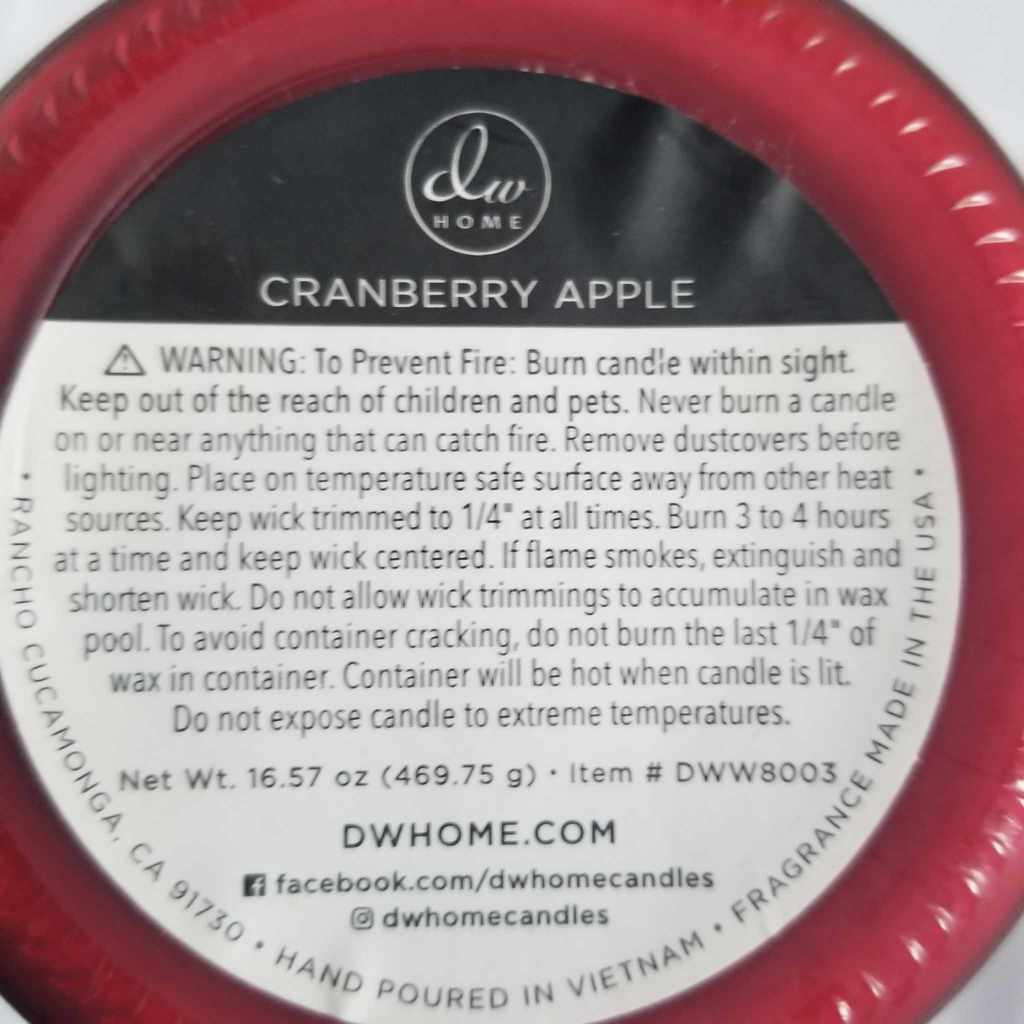 dw
HOME
CRANBERRY APPLE
⚠ WARNING: To Prevent Fire: Burn candle within sight.
Keep out of the reach of children and pets. Never burn a candle
on or near anything that can catch fire. Remove dustcovers before
lighting. Place on temperature safe surface away from other heat
sources. Keep wick trimmed to 1/4" at all times. Burn 3 to 4 hours
at a time and keep wick centered. If flame smokes, extinguish and
shorten wick. Do not allow wick trimmings to accumulate in wax
pool. To avoid container cracking, do not burn the last 1/4" of
wax in container. Container will be hot when candle is lit.
Do not expose candle to extreme temperatures.
Net Wt. 16.57 oz (469.75 g) • Item # DWW8003
DWHOME.COM
facebook.com/dwhomecandles
dwhomecandles
• RANCHO CUCAMONGA, CA 91730 • HAND POURED IN VIETNAM • FRAGRANCE MADE IN THE USA •